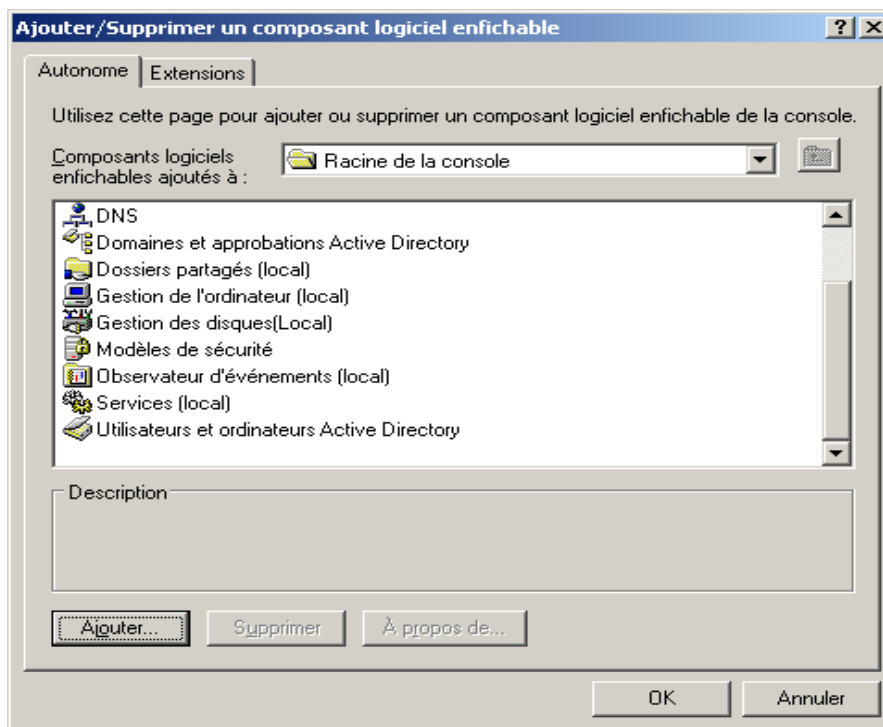 Ajouter/Supprimer un composant logiciel enfichable
Autonome
Extensions
Utilisez cette page pour ajouter ou supprimer un composant logiciel enfichable de la console.
Composants logiciels
enfichables ajoutés à :
Racine de la console
DNS
Domaines et approbations Active Directory
Dossiers partagés (local)
Gestion de l'ordinateur (local)
Gestion des disques(Local)
Modèles de sécurité
Observateur d'événements (local)
Services (local)
Utilisateurs et ordinateurs Active Directory
Description
Ajouter...
Supprimer
À propos de...
OK
Annuler